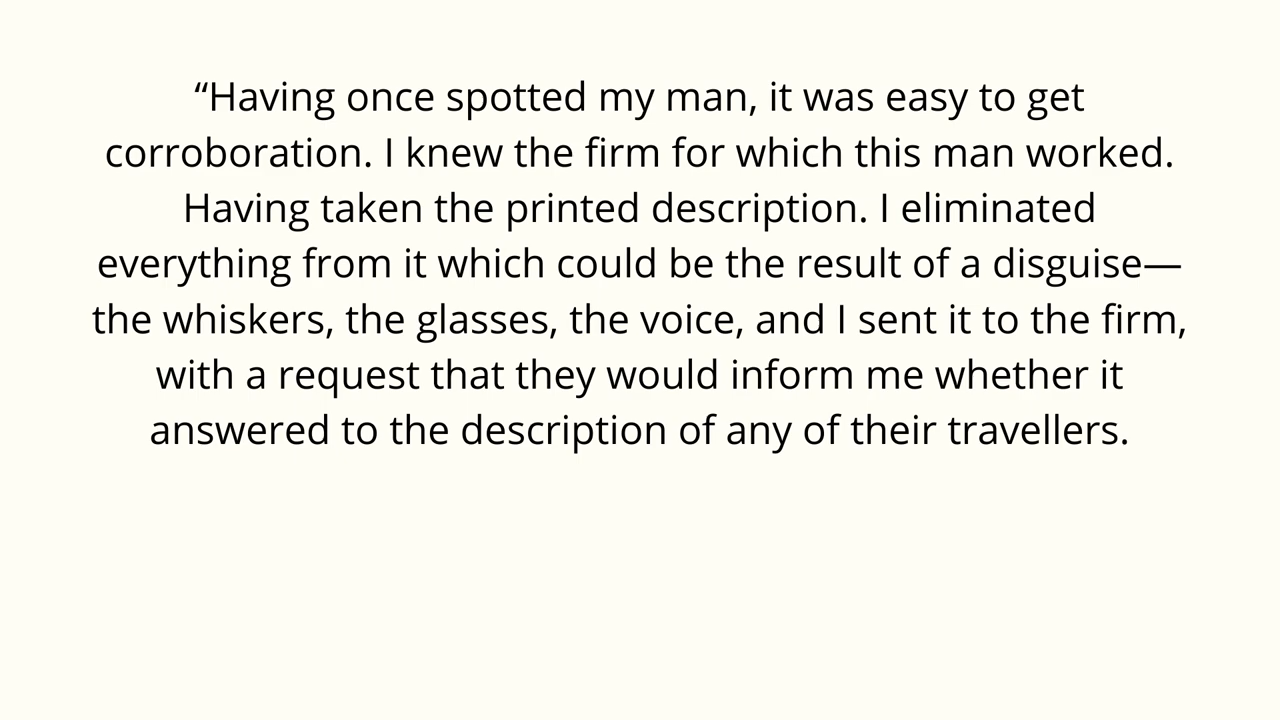 “Having once spotted my man, it was easy to get
corroboration. I knew the firm for which this man worked.
Having taken the printed description. I eliminated
everything from it which could be the result of a disguise—
the whiskers, the glasses, the voice, and I sent it to the firm,
with a request that they would inform me whether it
answered to the description of any of their travellers.